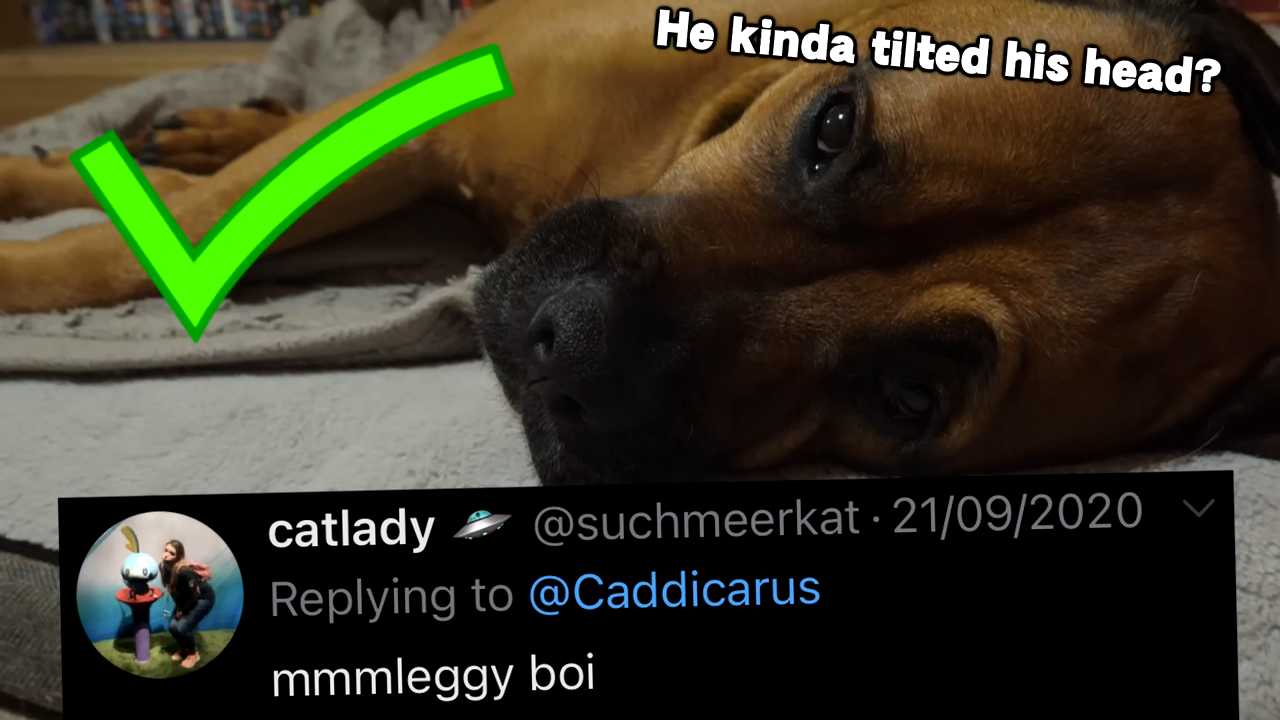 He kinda tilted his head?
catlady 🛸 @suchmeerkat · 21/09/2020
Replying to @Caddicarus
mmmleggy boi